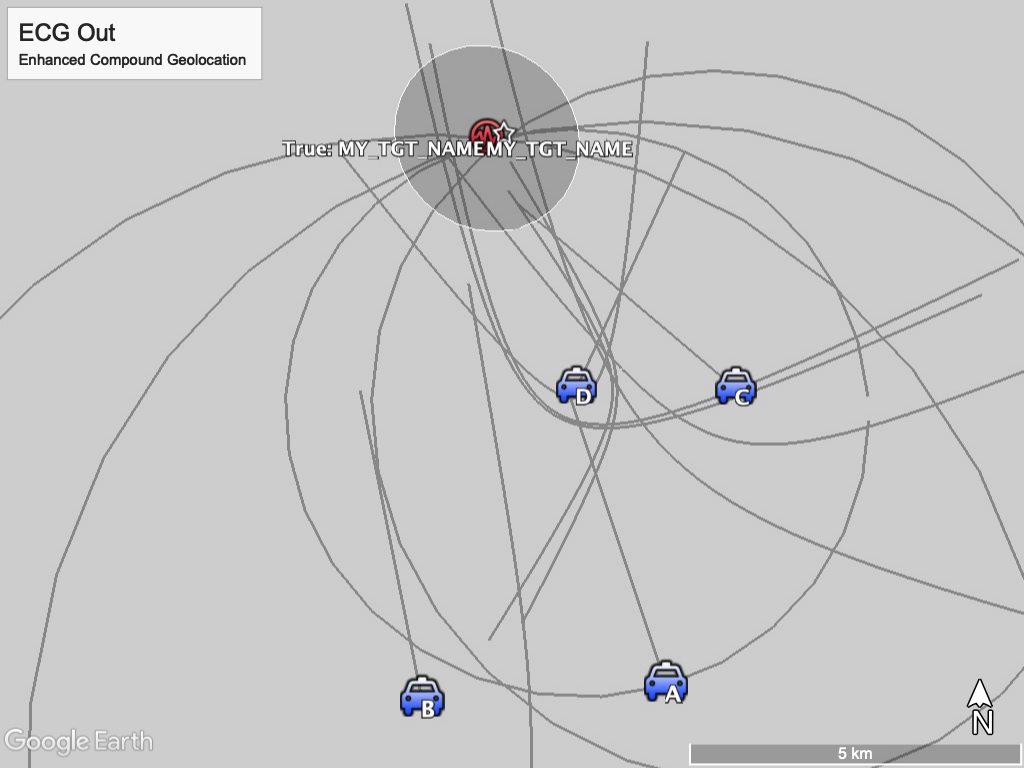 ECG Out
Enhanced Compound Geolocation
True: MY_TGT_NAMEMY_TGT_NAME
D
C
A
B
N
Google Earth
5 km